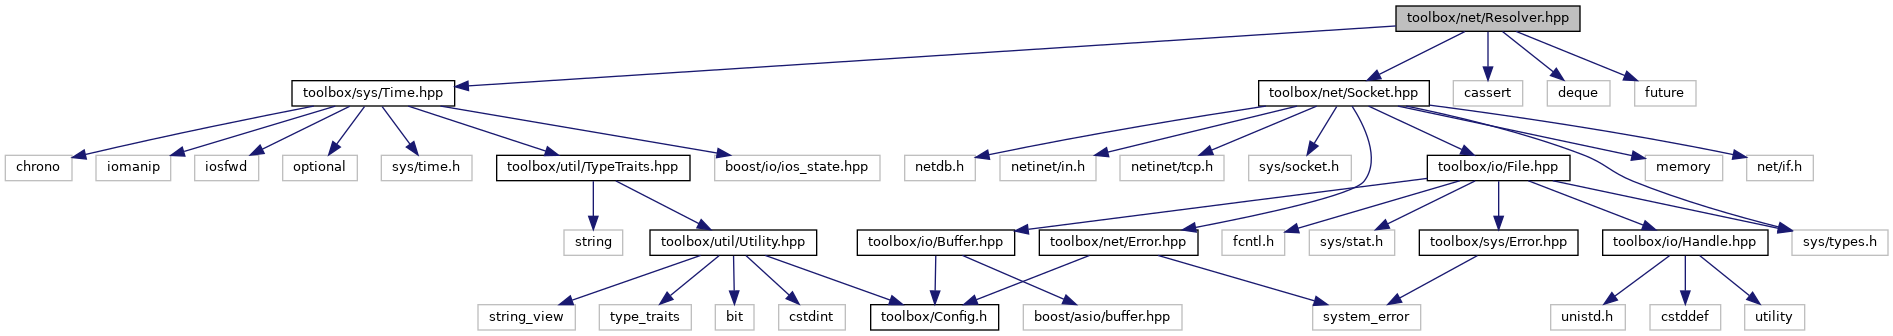 toolbox/net/Resolver.hpp
toolbox/sys/Time.hpp
toolbox/net/Socket.hpp
cassert
deque
future
chrono
iomanip
iosfwd
optional
sys/time.h
toolbox/util/TypeTraits.hpp
boost/io/ios_state.hpp
netdb.h
netinet/in.h
netinet/tcp.h
sys/socket.h
toolbox/io/File.hpp
memory
net/if.h
string
toolbox/util/Utility.hpp
toolbox/io/Buffer.hpp
toolbox/net/Error.hpp
fcntl.h
sys/stat.h
toolbox/sys/Error.hpp
toolbox/io/Handle.hpp
sys/types.h
string_view
type_traits
bit
cstdint
toolbox/Config.h
boost/asio/buffer.hpp
system_error
unistd.h
cstddef
utility